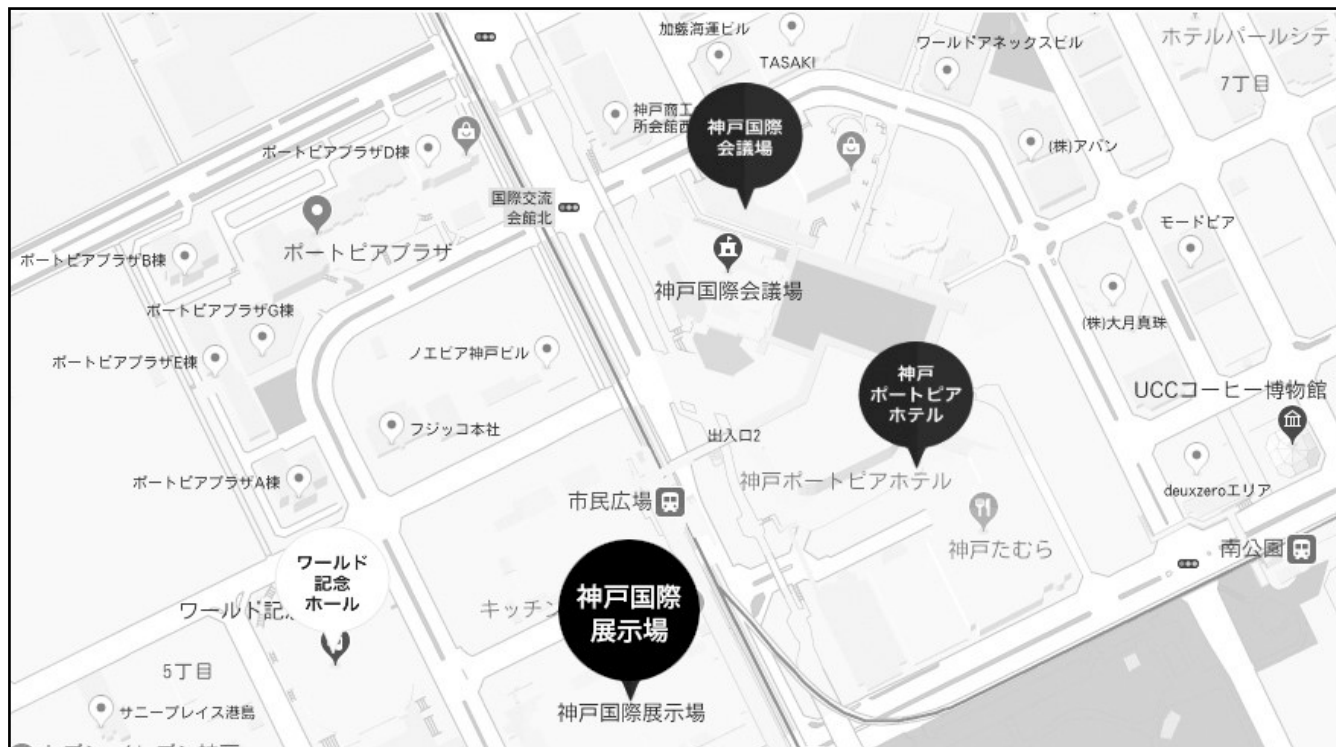 加藤海運ビル
TASAKI
ワールドアネックスビル
ホテルパールシティ
7丁目
神戸商工
所会館西
神戸国際
会議場
(株)アバン
ポートピアプラザD棟
国際交流
会館北
モードピア
ポートピアプラザB棟
ポートピアプラザ
神戸国際会議場
ポートピアプラザG棟
(株)大月真珠
ポートピアプラザE棟
ノエビア神戸ビル
神戸
ポートピア
ホテル
UCCコーヒー博物館
フジッコ本社
出入口2
ポートピアプラザA棟
神戸ポートピアホテル
deuxzeroエリア
市民広場
神戸たむら
南公園
ワールド
記念
ホール
ワールド記念
キッチン
神戸国際
展示場
5丁目
サニープレイス港島
神戸国際展示場